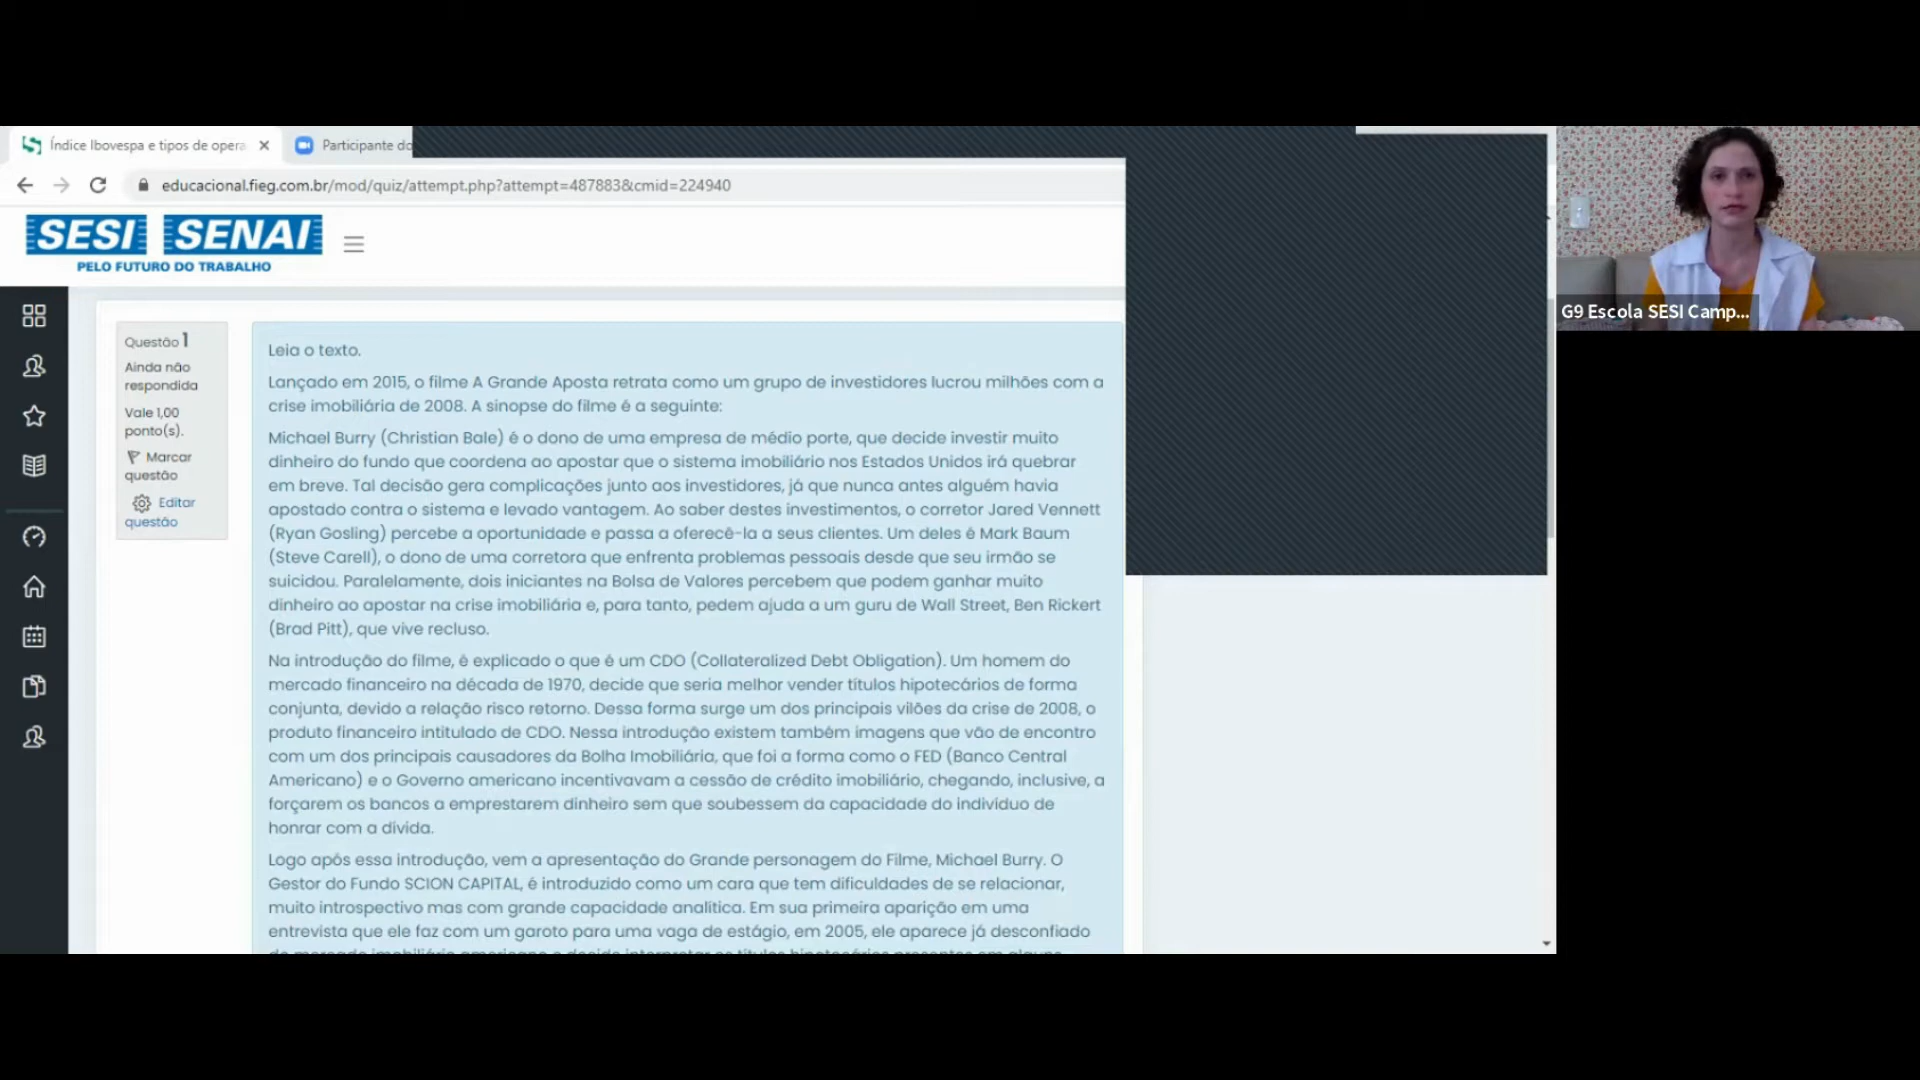 Índice Ibovespa e tipos de opera
Participante do
educacional.fieg.com.br/mod/quiz/attempt.php?attempt=487883&cmid=224940
SESI SENAI
PELO FUTURO DO TRABALHO
G9 Escola SESI Camp...
Questão 1
Ainda não
respondida
Vale 1,00
ponto(s).
Marcar
questão
Editar
questão
Leia o texto.
Lançado em 2015, o filme A Grande Aposta retrata como um grupo de investidores lucrou milhões com a
crise imobiliária de 2008. A sinopse do filme é a seguinte:
Michael Burry (Christian Bale) é o dono de uma empresa de médio porte, que decide investir muito
dinheiro do fundo que coordena ao apostar que o sistema imobiliário nos Estados Unidos irá quebrar
em breve. Tal decisão gera complicações junto aos investidores, já que nunca antes alguém havia
apostado contra o sistema e levado vantagem. Ao saber destes investimentos, o corretor Jared Vennett
(Ryan Gosling) percebe a oportunidade e passa a oferecê-la a seus clientes. Um deles é Mark Baum
(Steve Carell), o dono de uma corretora que enfrenta problemas pessoais desde que seu irmão se
suicidou. Paralelamente, dois iniciantes na Bolsa de Valores percebem que podem ganhar muito
dinheiro ao apostar na crise imobiliária e, para tanto, pedem ajuda a um guru de Wall Street, Ben Rickert
(Brad Pitt), que vive recluso.
Na introdução do filme, é explicado o que é um CDO (Collateralized Debt Obligation). Um homem do
mercado financeiro na década de 1970, decide que seria melhor vender títulos hipotecários de forma
conjunta, devido a relação risco retorno. Dessa forma surge um dos principais vilões da crise de 2008, o
produto financeiro intitulado de CDO. Nessa introdução existem também imagens que vão de encontro
com um dos principais causadores da Bolha Imobiliária, que foi a forma como o FED (Banco Central
Americano) e o Governo americano incentivavam a cessão de crédito imobiliário, chegando, inclusive, a
forçarem os bancos a emprestarem dinheiro sem que soubessem da capacidade do indivíduo de
honrar com a dívida.
Logo após essa introdução, vem a apresentação do Grande personagem do Filme, Michael Burry. O
Gestor do Fundo SCION CAPITAL, é introduzido como um cara que tem dificuldades de se relacionar,
muito introspectivo mas com grande capacidade analítica. Em sua primeira aparição em uma
entrevista que ele faz com um garoto para uma vaga de estágio, em 2005, ele aparece já desconfiado